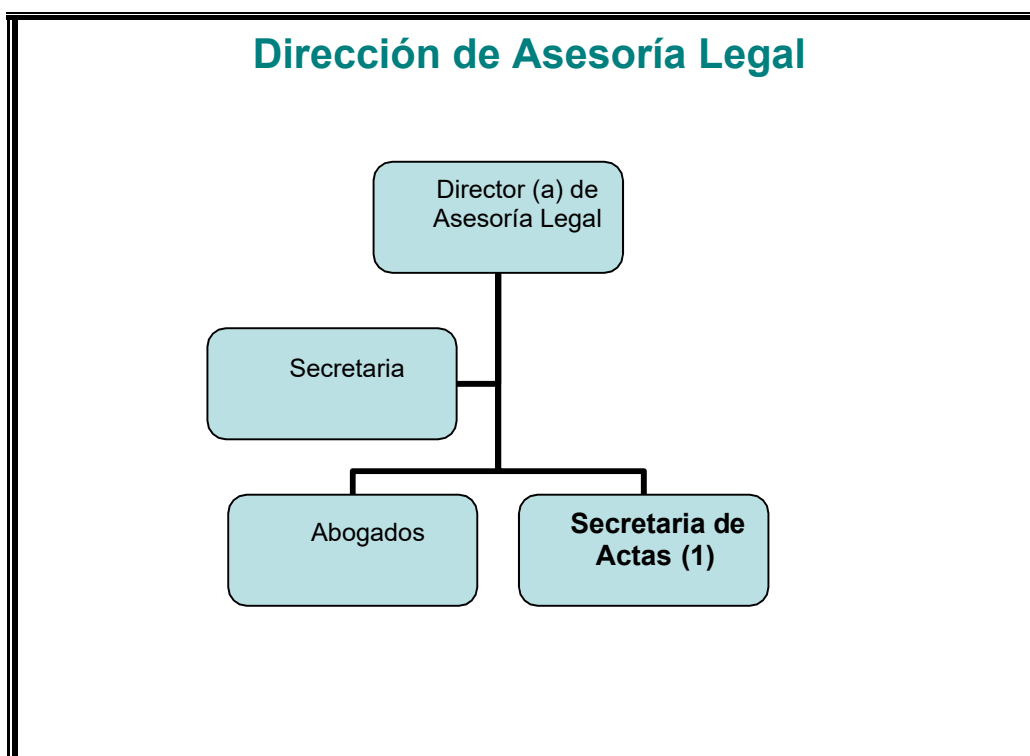 Dirección de Asesoría Legal
Director (a) de
Asesoría Legal
Secretaria
Abogados
Secretaria de
Actas (1)